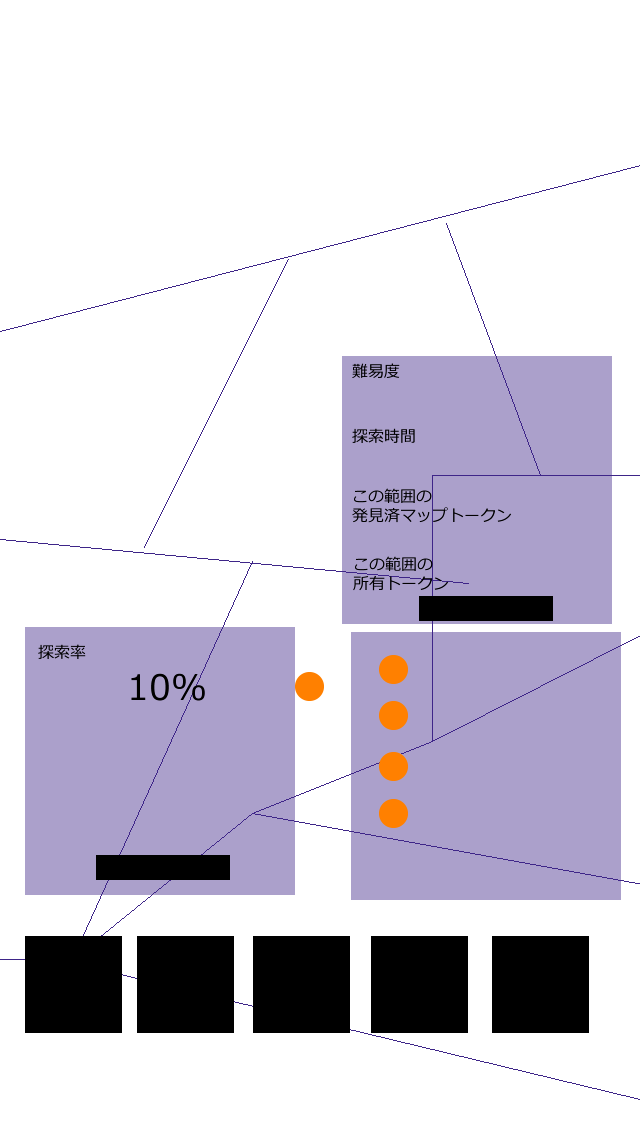 難易度
探索時間
この範囲の
発見済マップトークン
この範囲の
所有トークン
探索率
10%